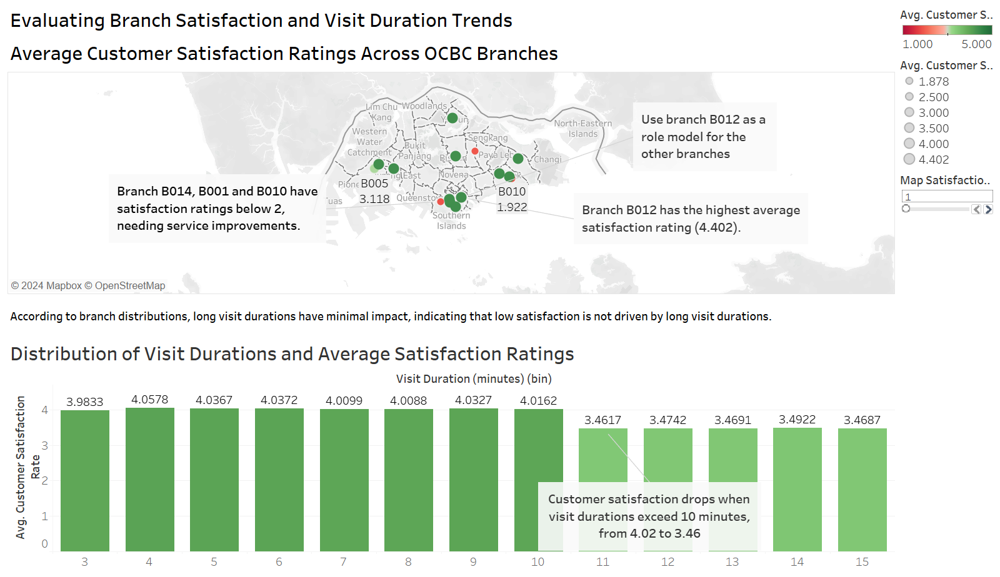 Evaluating Branch Satisfaction and Visit Duration Trends
Average Customer Satisfaction Ratings Across OCBC Branches
Avg. Customer S..
1.000 5.000
Avg. Customer S..
1.878
2.500
3.000
3.500
4.000
4.402
Map Satisfactio..
1
Lim Chu
Kang
Woodlands
Western
Water
Catchment
Bukit
Panjang
Sengkang
Paya Leb
Changi
North-Eastern
Islands
Novena
East
Pione
Tuas
Queensto
Southern
Islands
B005
3.118
B010
1.922
Use branch B012 as a
role model for the
other branches
Branch B014, B001 and B010 have
satisfaction ratings below 2,
needing service improvements.
Branch B012 has the highest average
satisfaction rating (4.402).
© 2024 Mapbox © OpenStreetMap
According to branch distributions, long visit durations have minimal impact, indicating that low satisfaction is not driven by long visit durations.
Distribution of Visit Durations and Average Satisfaction Ratings
Visit Duration (minutes) (bin)
Avg. Customer Satisfaction
Rate
4
3
2
1
0
3.9833 4.0578 4.0367 4.0372 4.0099 4.0088 4.0327 4.0162 3.4617 3.4742 3.4691 3.4922 3.4687
Customer satisfaction drops when
visit durations exceed 10 minutes,
from 4.02 to 3.46
3 4 5 6 7 8 9 10 11 12 13 14 15